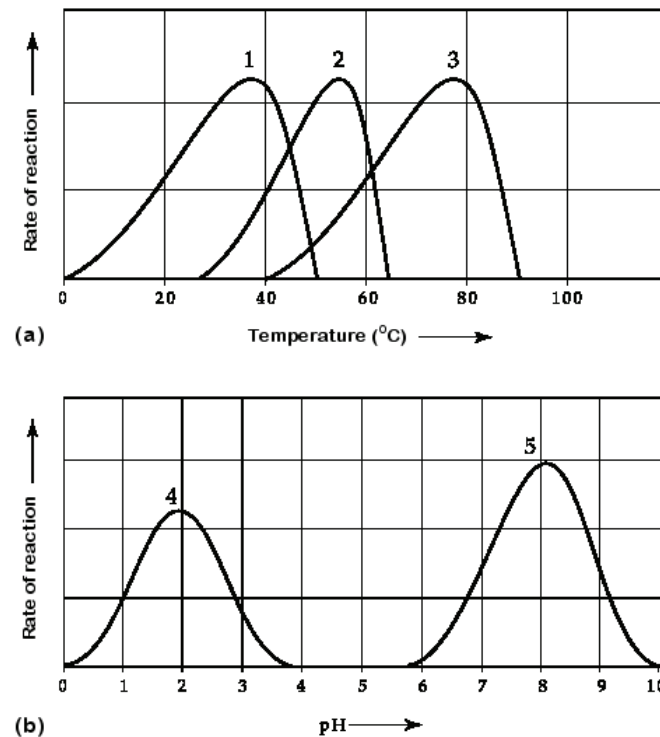 1 2 3
Rate of reaction
0 20 40 60 80 100
(a) Temperature (°C)
4 5
Rate of reaction
0 1 2 3 4 5 6 7 8 9 10
(b) pH